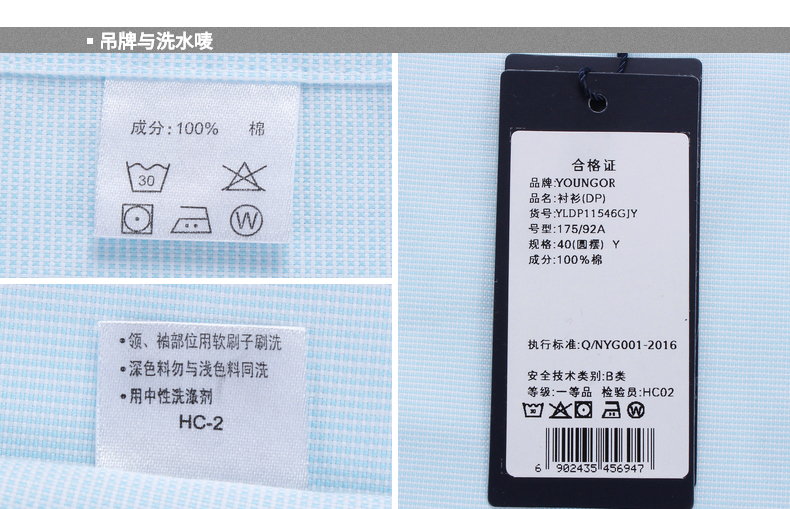 吊牌与洗水唛
成分:100% 棉
30
W
领、袖部位用软刷子刷洗
深色料勿与浅色料同洗
用中性洗涤剂
HC-2
合格证
品牌:YOUNGOR
品名:衬衫(DP)
货号:YLDP11546GJY
号型:175/92A
规格:40(圆摆) Y
成分:100%棉
执行标准:Q/NYG001-2016
安全技术类别:B类
等级:一等品 检验员:HC02
30
W
6 902435 456947